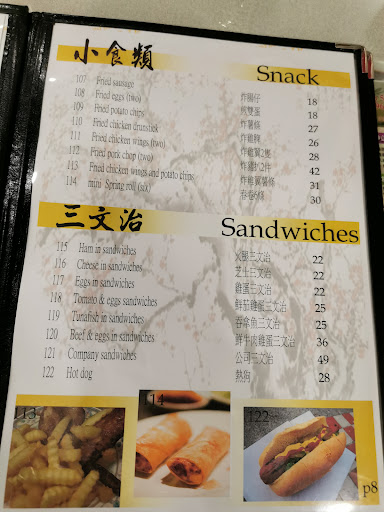 小食類 Snack
107 Fried sausage 炸腸仔 18
108 Fried eggs (two) 煎雙蛋 18
109 Fried potato chips 炸薯條 27
110 Fried chicken drumstick 炸雞髀 26
111 Fried chicken wings (two) 炸雞翼2隻 28
112 Fried pork chop (two) 炸豬扒2件 42
113 Fried chicken wings and potato chips 炸雞翼薯條 31
114 mini Spring roll (six) 春卷6條 30
三文治 Sandwiches
115 Ham in sandwiches 火腿三文治 22
116 Cheese in sandwiches 芝士三文治 22
117 Eggs in sandwiches 雞蛋三文治 22
118 Tomato & eggs sandwiches 鮮茄雞蛋三文治 25
119 Tunafish in sandwiches 吞拿魚三文治 25
120 Beef & eggs in sandwiches 鮮牛肉雞蛋三文治 36
121 Company sandwiches 公司三文治 49
122 Hot dog 熱狗 28
113
14
122
p8